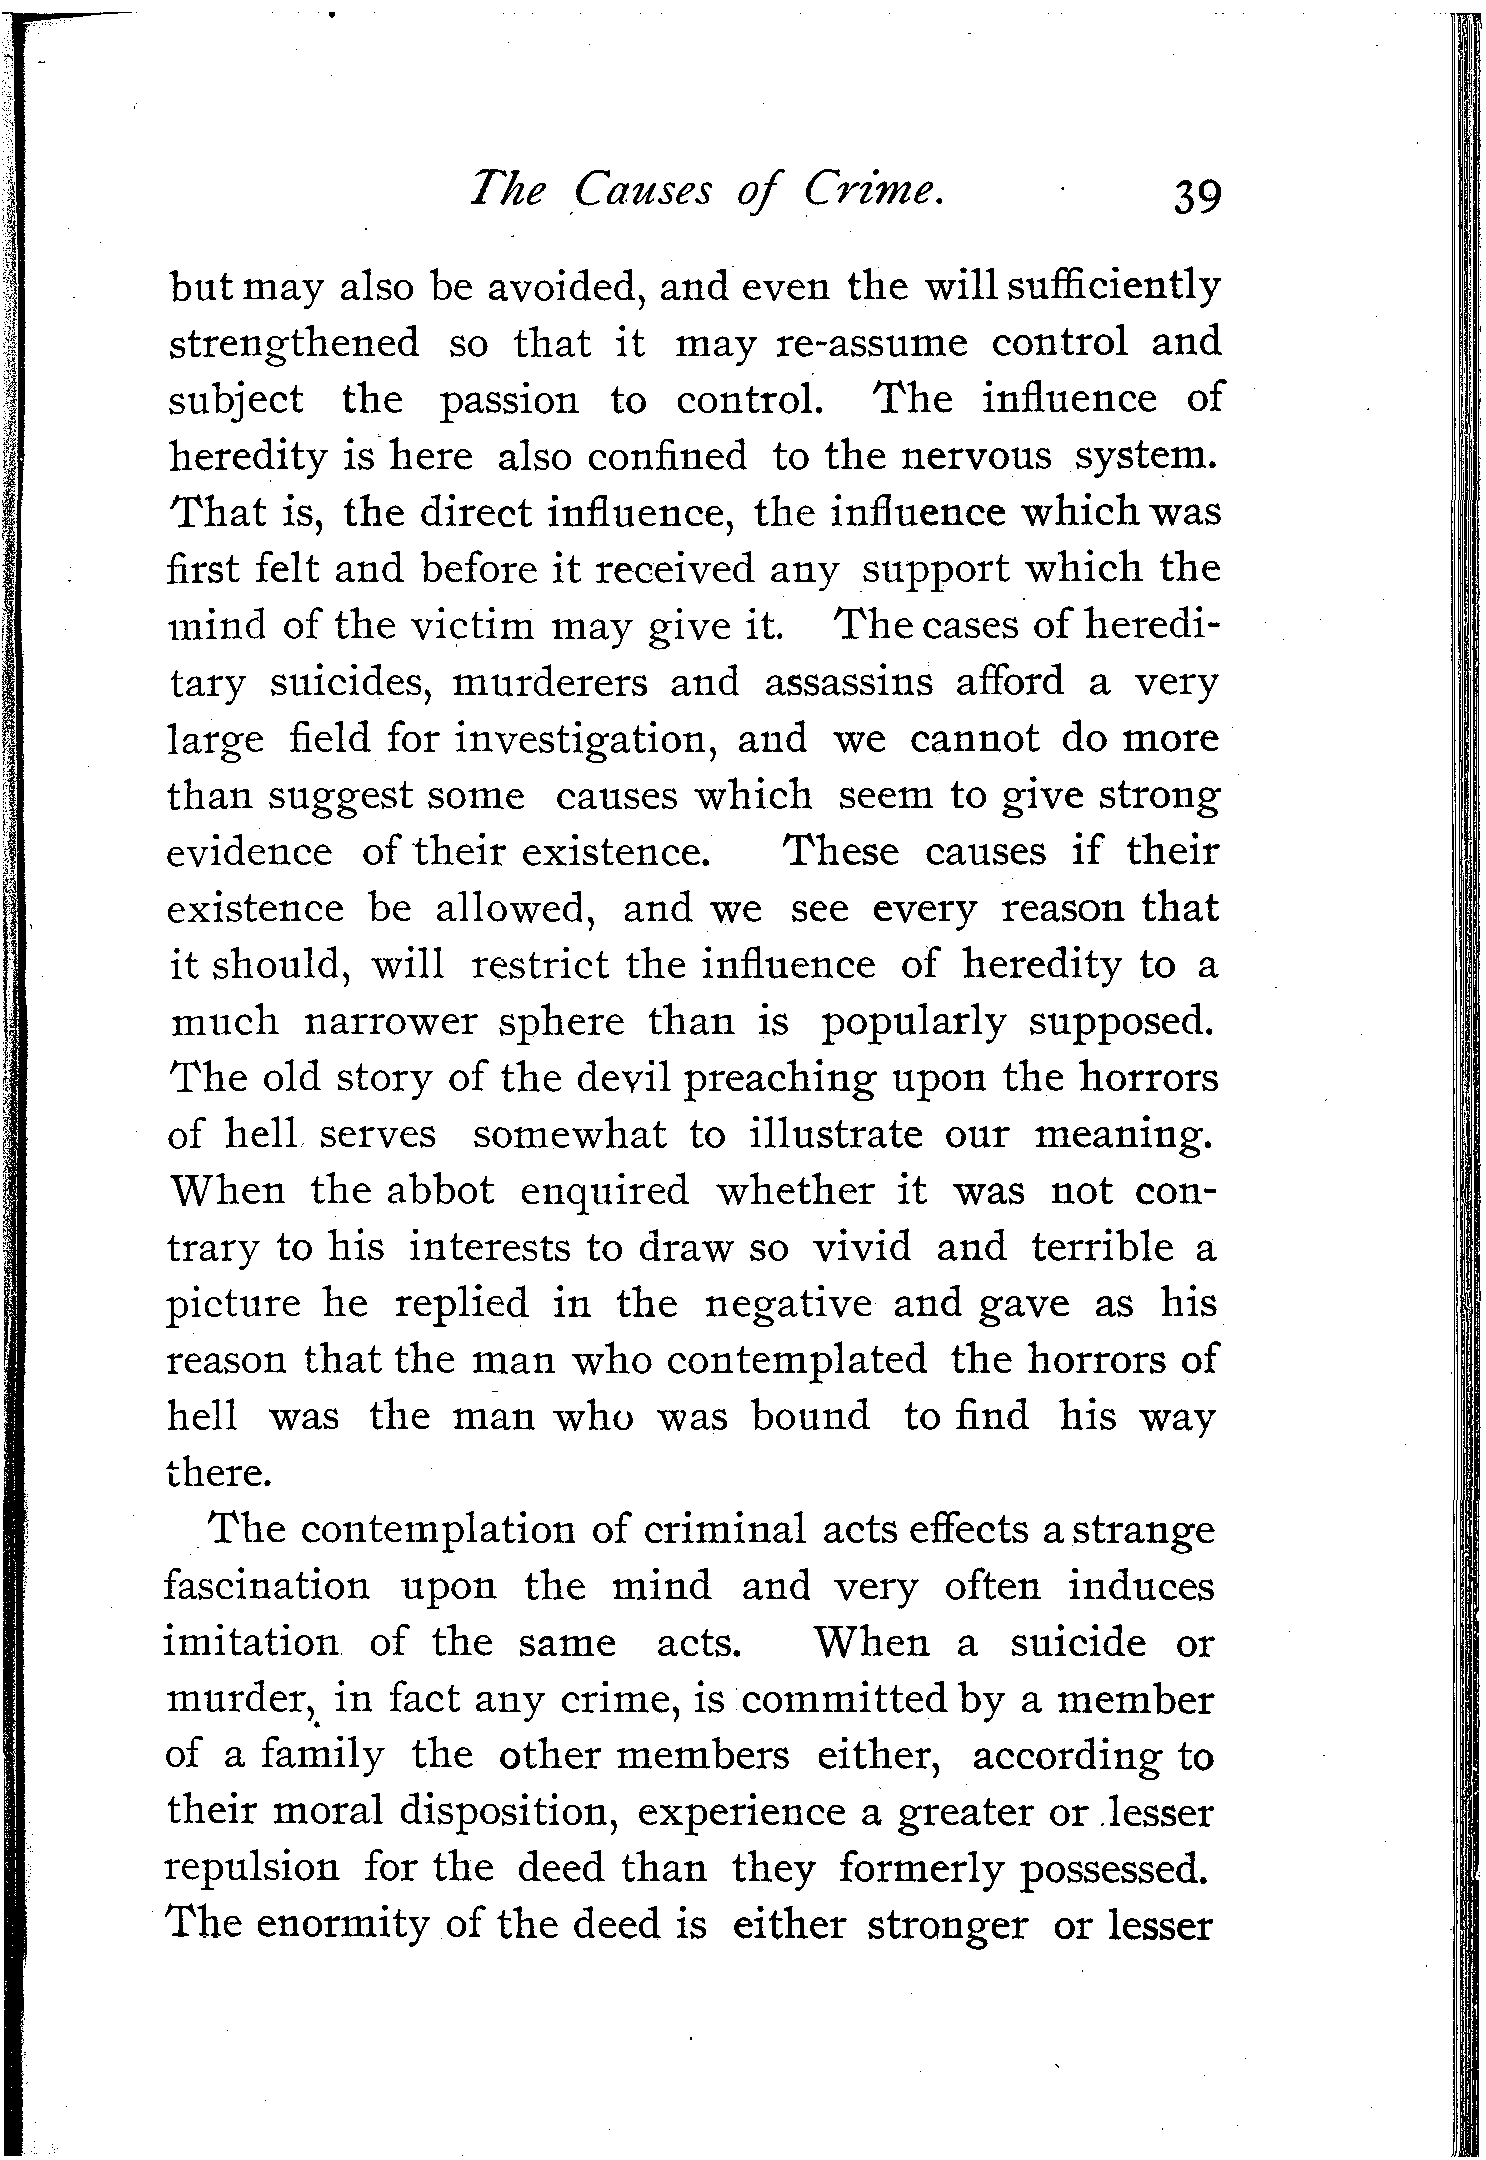 The Causes of Crime. 39
but may also be avoided, and even the will sufficiently
strengthened so that it may re-assume control and
subject the passion to control. The influence of
heredity is here also confined to the nervous system.
That is, the direct influence, the influence which was
first felt and before it received any support which the
mind of the victim may give it. The cases of heredi-
tary suicides, murderers and assassins afford a very
large field for investigation, and we cannot do more
than suggest some causes which seem to give strong
evidence of their existence. These causes if their
existence be allowed, and we see every reason that
it should, will restrict the influence of heredity to a
much narrower sphere than is popularly supposed.
The old story of the devil preaching upon the horrors
of hell serves somewhat to illustrate our meaning.
When the abbot enquired whether it was not con-
trary to his interests to draw so vivid and terrible a
picture he replied in the negative and gave as his
reason that the man who contemplated the horrors of
hell was the man who was bound to find his way
there.
The contemplation of criminal acts effects a strange
fascination upon the mind and very often induces
imitation of the same acts. When a suicide or
murder, in fact any crime, is committed by a member
of a family the other members either, according to
their moral disposition, experience a greater or lesser
repulsion for the deed than they formerly possessed.
The enormity of the deed is either stronger or lesser